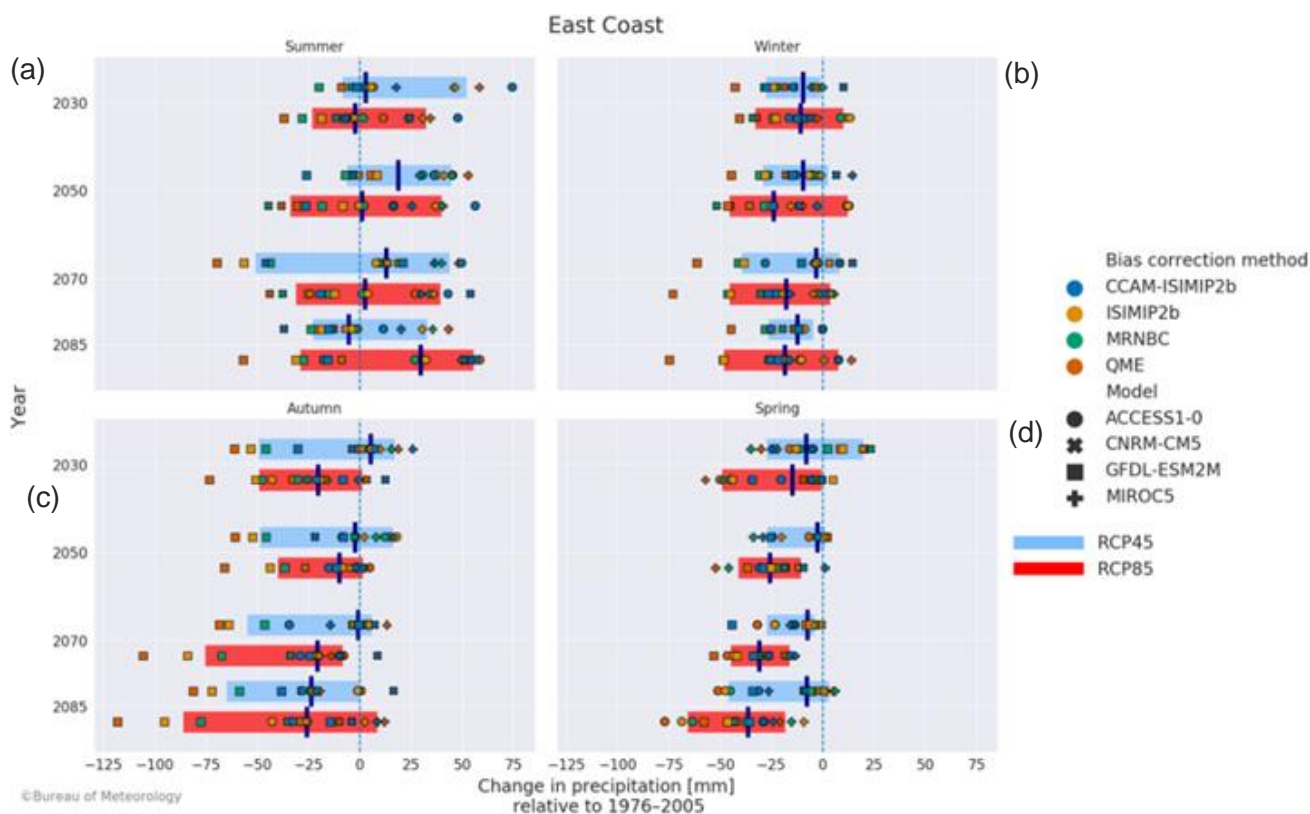 East Coast
Summer
Winter
(a)
(b)
2030
2050
2070
2085
Year
Autumn
Spring
(c)
(d)
2030
2050
2070
2085
−125 −100 −75 −50 −25 0 25 50 75
−125 −100 −75 −50 −25 0 25 50 75
Change in precipitation [mm]
relative to 1976–2005
©Bureau of Meteorology
Bias correction method
CCAM-ISIMIP2b
ISIMIP2b
MRNBC
QME
Model
ACCESS1-0
CNRM-CM5
GFDL-ESM2M
MIROC5
RCP45
RCP85